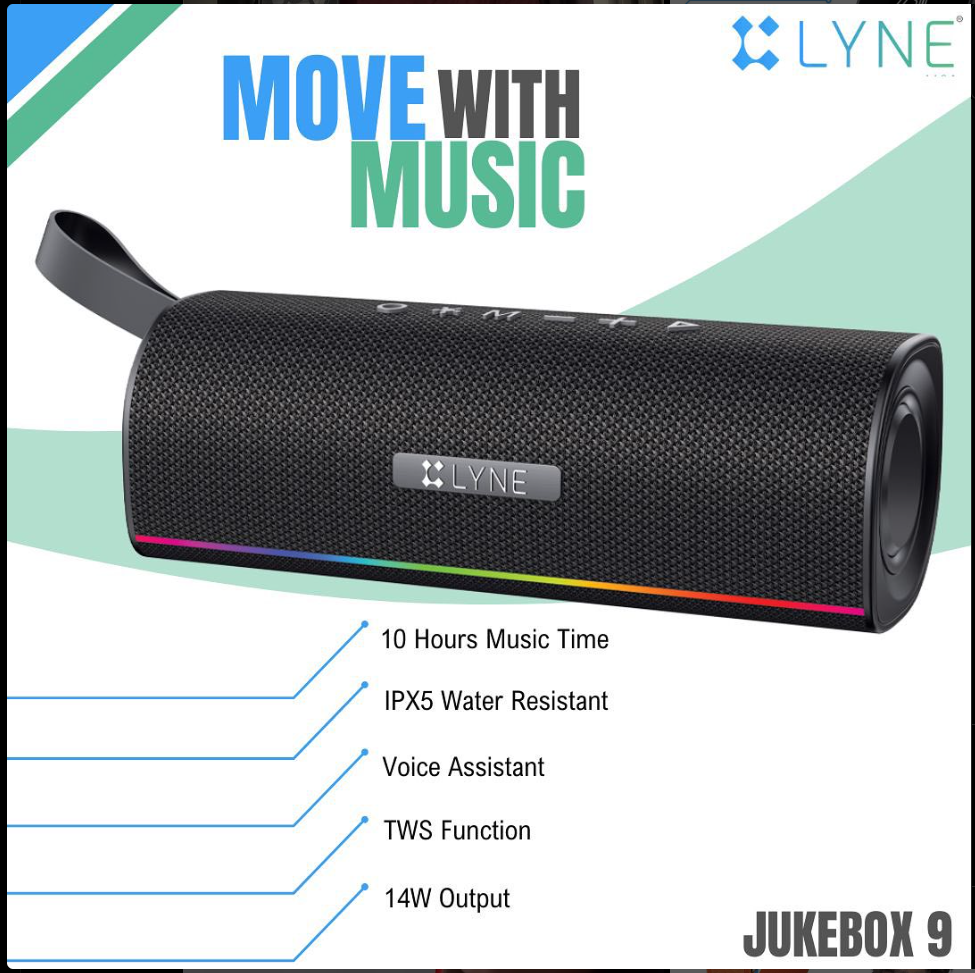 LYNE®
MOVE WITH
MUSIC
LYNE
10 Hours Music Time
IPX5 Water Resistant
Voice Assistant
TWS Function
14W Output
JUKEBOX 9